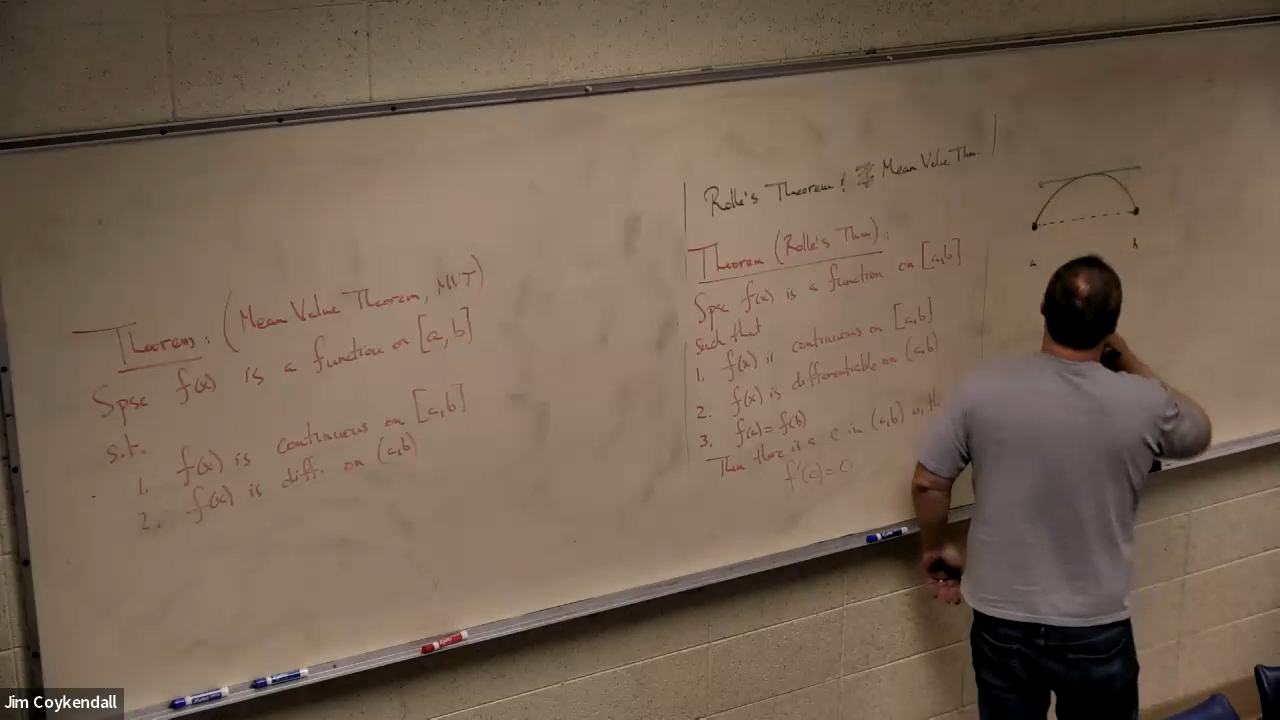 Theorem: (Mean Value Theorem, MVT)
Spse f(x) is a function on [a,b]
s.t.
1. f(x) is continuous on [a,b]
2. f(x) is diff. on (a,b)
Rolle's Theorem & Mean Value Thm.
Theorem (Rolle's Thm):
Spse f(x) is a function on [a,b]
such that
1. f(x) is continuous on [a,b]
2. f(x) is differentiable on (a,b)
3. f(a)=f(b)
Then there is a c in (a,b) with
f'(c)=0
a b
Jim Coykendall